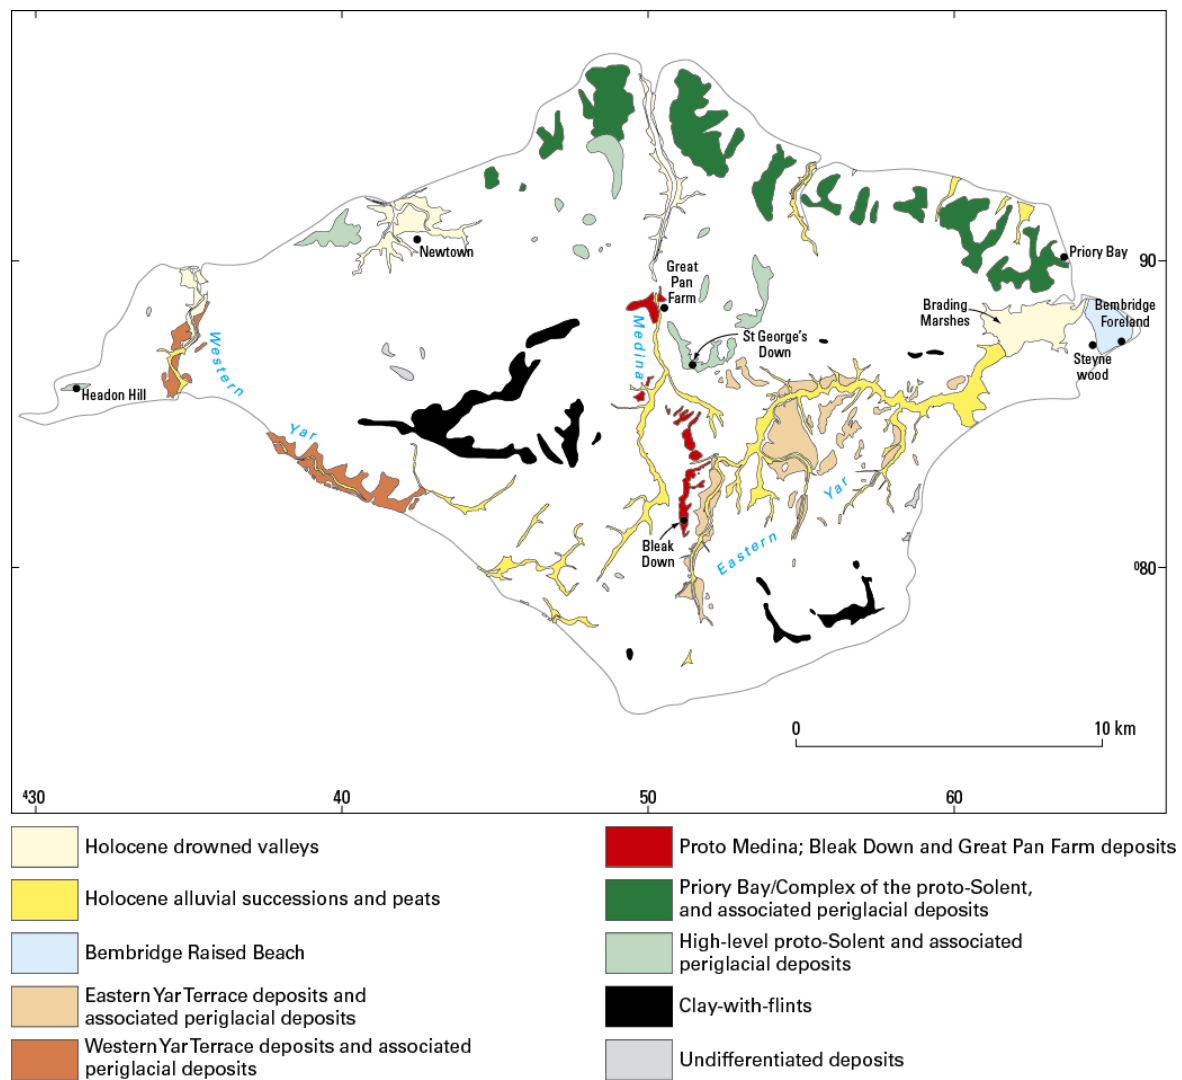 Newtown
Priory Bay
90
Great
Pan
Farm
Brading
Marshes
Bembridge
Foreland
Medina
Western
St George's
Down
Steyne
wood
Headon Hill
Yar
Yar
Bleak
Down
Eastern
⁰80
0
10 km
⁴30
40
50
60
Holocene drowned valleys
Holocene alluvial successions and peats
Bembridge Raised Beach
Eastern Yar Terrace deposits and
associated periglacial deposits
Western Yar Terrace deposits and associated
periglacial deposits
Proto Medina; Bleak Down and Great Pan Farm deposits
Priory Bay/Complex of the proto-Solent,
and associated periglacial deposits
High-level proto-Solent and associated
periglacial deposits
Clay-with-flints
Undifferentiated deposits